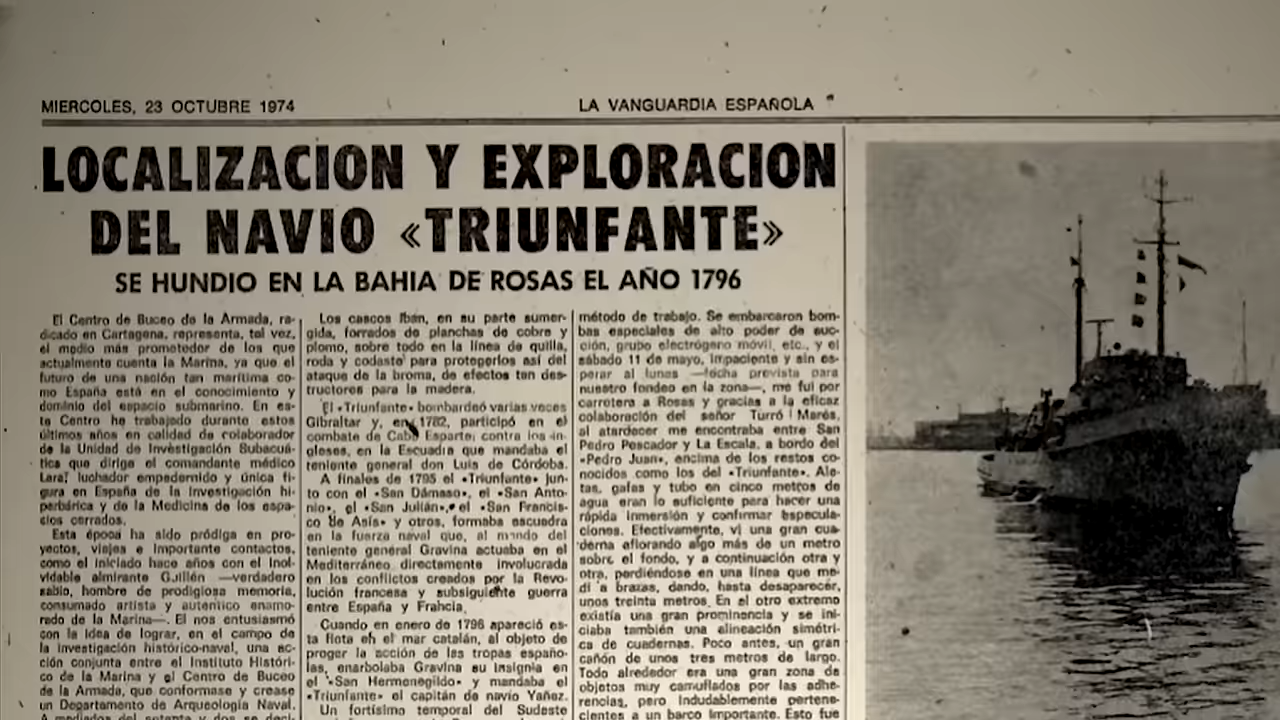 MIERCOLES, 23 OCTUBRE 1974
LA VANGUARDIA ESPAÑOLA
LOCALIZACION Y EXPLORACION
DEL NAVIO «TRIUNFANTE»
SE HUNDIO EN LA BAHIA DE ROSAS EL AÑO 1796
El Centro de Buceo de la Armada, ra-
dicado en Cartagena, representa, tal vez,
el medio más prometedor de los que
actualmente cuenta la Marina, ya que el
futuro de una nación tan marítima co-
mo España está en el conocimiento y
dominio del espacio submarino. En es-
te Centro he trabajado durante estos
últimos años en calidad de colaborador
de la Unidad de Investigación Subacuá-
tica que dirige el comandante médico
Lara, luchador empedernido y única fi-
gura en España de la Investigación hi-
perbárica y de la Medicina de los espa-
cios cerrados.
Esta época ha sido pródiga en pro-
yectos, viajes e importante contactos,
como el iniciado hace años con el inol-
vidable almirante Guillén —verdadero
sabio, hombre de prodigiosa memoria,
consumado artista y autentico enamo-
rado de la Marina—. El nos entusiasmó
con la idea de lograr, en el campo de
la investigación histórico-naval, una ac-
ción conjunta entre el Instituto Históri-
co de la Marina y el Centro de Buceo
de la Armada, que conformase y crease
un Departamento de Arqueología Naval.
A mediados del setenta y dos se deci-
Los cascos iban, en su parte sumer-
gida, forrados de planchas de cobre y
plomo, sobre todo en la línea de quilla,
roda y codaste para protegerlos así del
ataque de la broma, de efectos tan des-
tructores para la madera.
El «Triunfante» bombardeó varias veces
Gibraltar y, en 1782, participó en el
combate de Cabo Espartel contra los in-
gleses, en la Escuadra que mandaba el
teniente general don Luis de Córdoba.
A finales de 1795 el «Triunfante» jun-
to con el «San Dámaso», el «San Anto-
nio», el «San Julián», el «San Francis-
co de Asís» y otros, formaba escuadra
en la fuerza naval que, al mando del
teniente general Gravina actuaba en el
Mediterráneo directamente involucrada
en los conflictos creados por la Revo-
lución francesa y subsiguiente guerra
entre España y Francia.
Cuando en enero de 1796 apareció es-
ta flota en el mar catalán, al objeto de
proger la acción de las tropas españo-
las, enarbolaba Gravina su insignia en
el «San Hermenegildo» y mandaba el
«Triunfante» el capitán de navío Yañez.
Un fortísimo temporal del Sudeste
método de trabajo. Se embarcaron bom-
bas especiales de alto poder de suc-
ción, grupo electrógeno móvil, etc., y el
sábado 11 de mayo, impaciente y sin es-
perar al lunes —fecha prevista para
nuestro fondeo en la zona—, me fui por
carretera a Rosas y gracias a la eficaz
colaboración del señor Turró i Marés,
al atardecer me encontraba entre San
Pedro Pescador y La Escala, a bordo del
«Pedro Juan», encima de los restos co-
nocidos como los del «Triunfante». Ale-
tas, gafas y tubo en cinco metros de
agua eran lo suficiente para hacer una
rápida inmersión y confirmar especula-
ciones. Efectivamente, vi una gran cua-
derna aflorando algo más de un metro
sobre el fondo, y a continuación otra y
otra, perdiéndose en una línea que me-
dí a brazas, dando, hasta desaparecer,
unos treinta metros. En el otro extremo
existía una gran prominencia y se ini-
ciaba también una alineación simétri-
ca de cuadernas. Poco antes, un gran
cañón de unos tres metros de largo.
Todo alrededor era una gran zona de
objetos muy camuflados por las adhe-
rencias, pero indudablemente pertene-
cientes a un barco importante. Esto fue